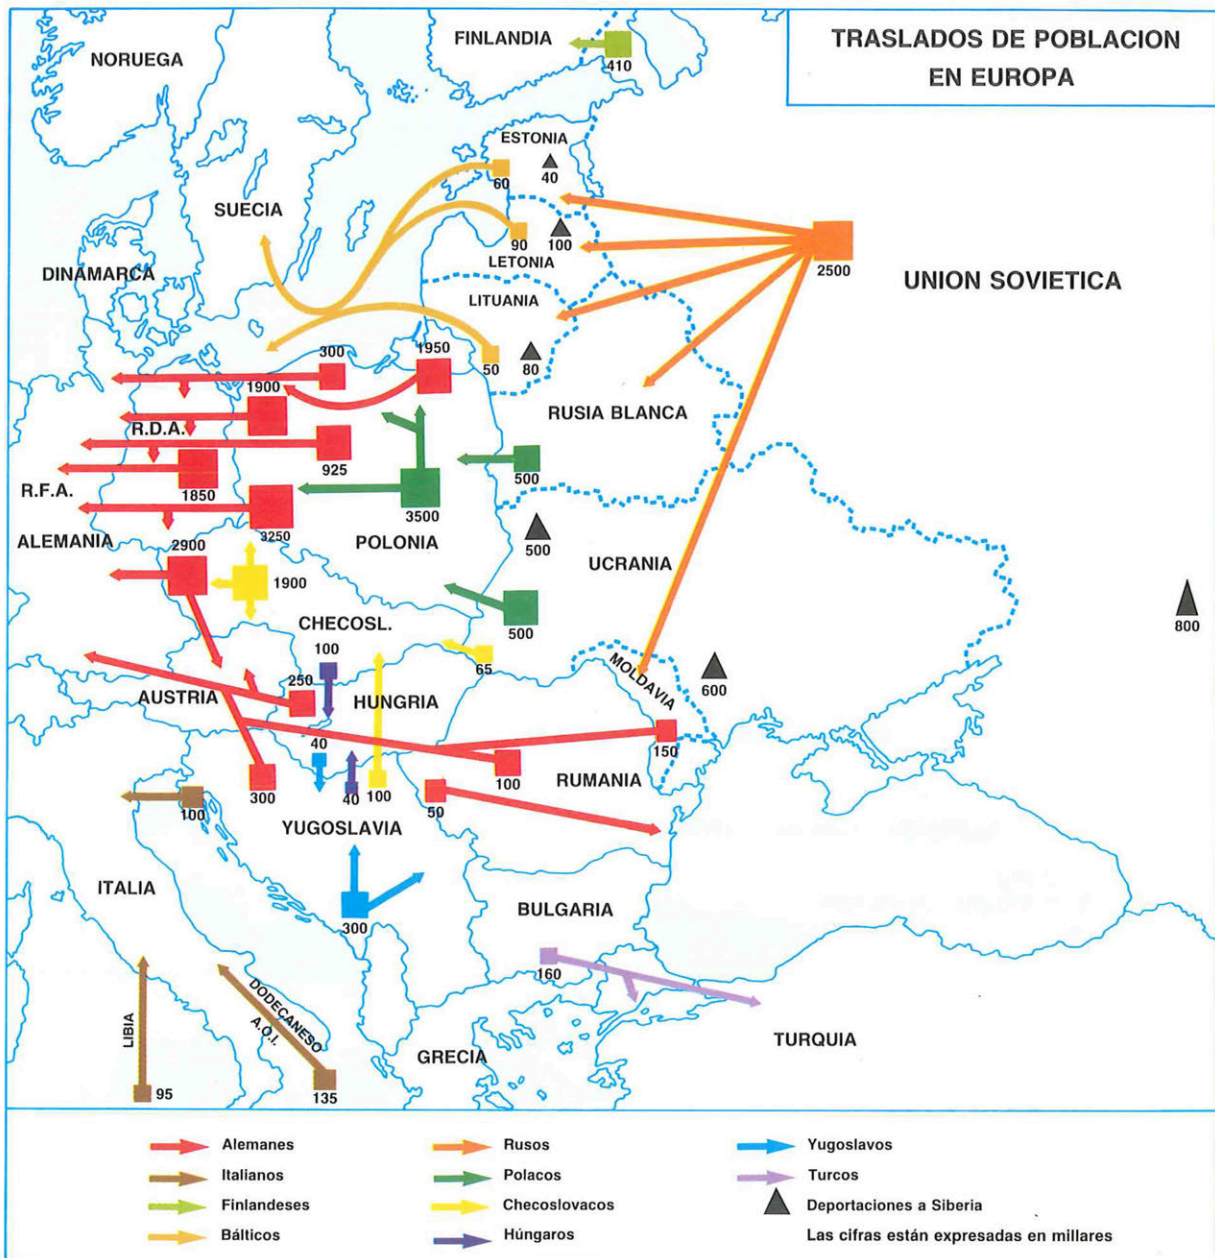 TRASLADOS DE POBLACION
EN EUROPA
NORUEGA
FINLANDIA
410
ESTONIA
60
40
SUECIA
90
100
LETONIA
2500
DINAMARCA
UNION SOVIETICA
LITUANIA
300
1950
50
80
1900
RUSIA BLANCA
R.D.A.
925
500
R.F.A.
1850
3500
3250
ALEMANIA
2900
POLONIA
500
UCRANIA
1900
800
CHECOSL.
500
100
65
MOLDAVIA
600
250
AUSTRIA
HUNGRIA
40
150
RUMANIA
300
100
40
100
50
100
YUGOSLAVIA
ITALIA
BULGARIA
300
160
LIBIA
DODECANESO
A.O.I.
TURQUIA
GRECIA
95
135
Alemanes
Italianos
Finlandeses
Bálticos
Rusos
Polacos
Checoslovacos
Húngaros
Yugoslavos
Turcos
Deportaciones a Siberia
Las cifras están expresadas en millares